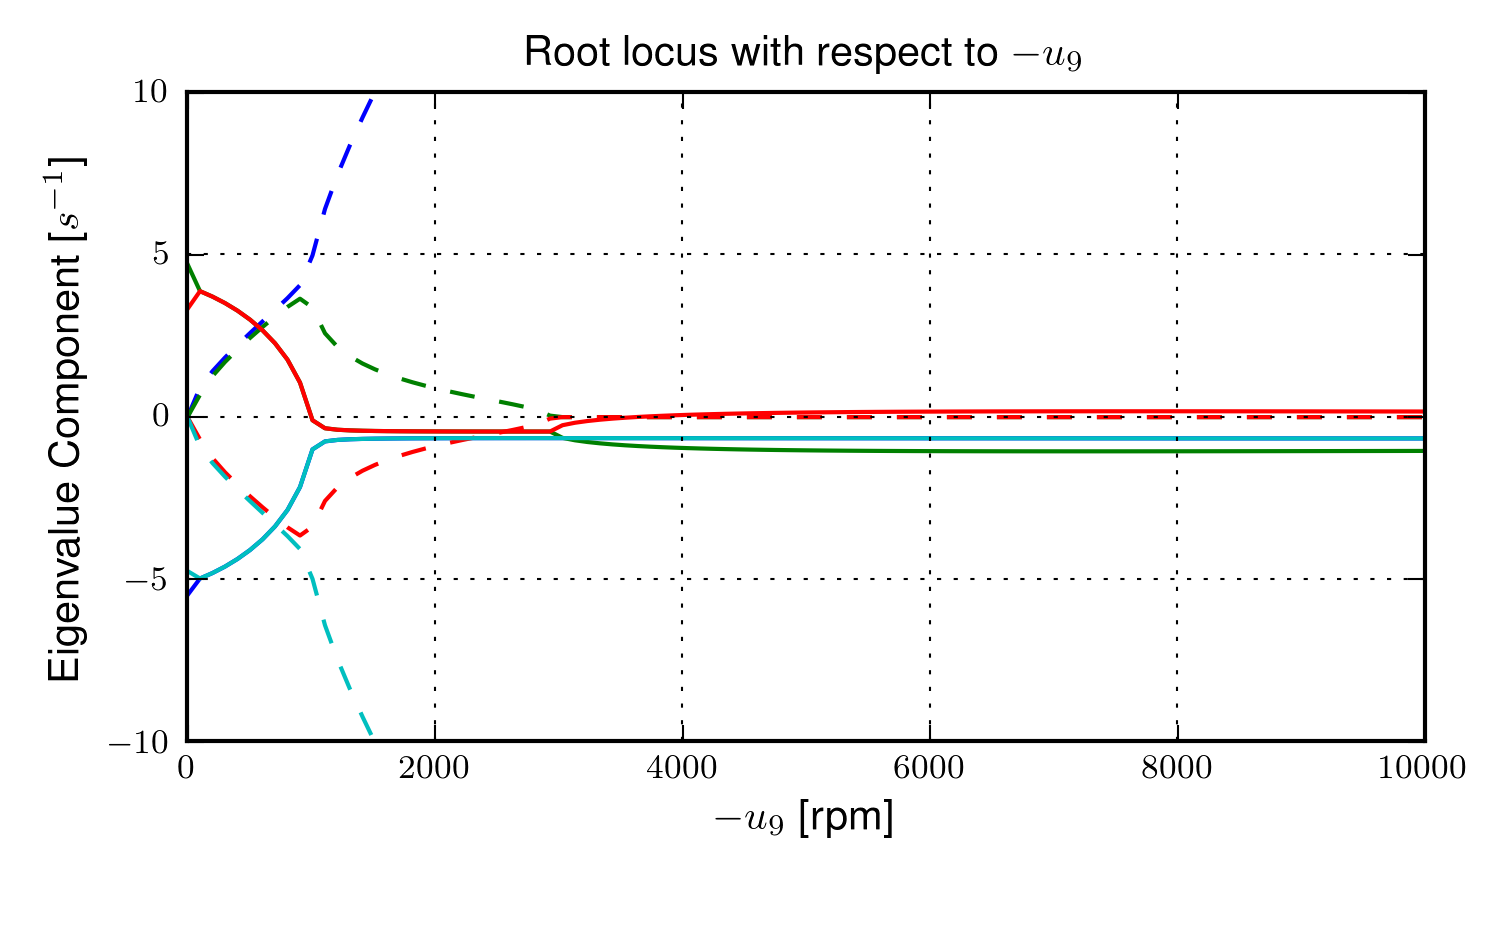 Root locus with respect to −u₉
10
5
0
−5
−10
Eigenvalue Component [s⁻¹]
0 2000 4000 6000 8000 10000
−u₉ [rpm]